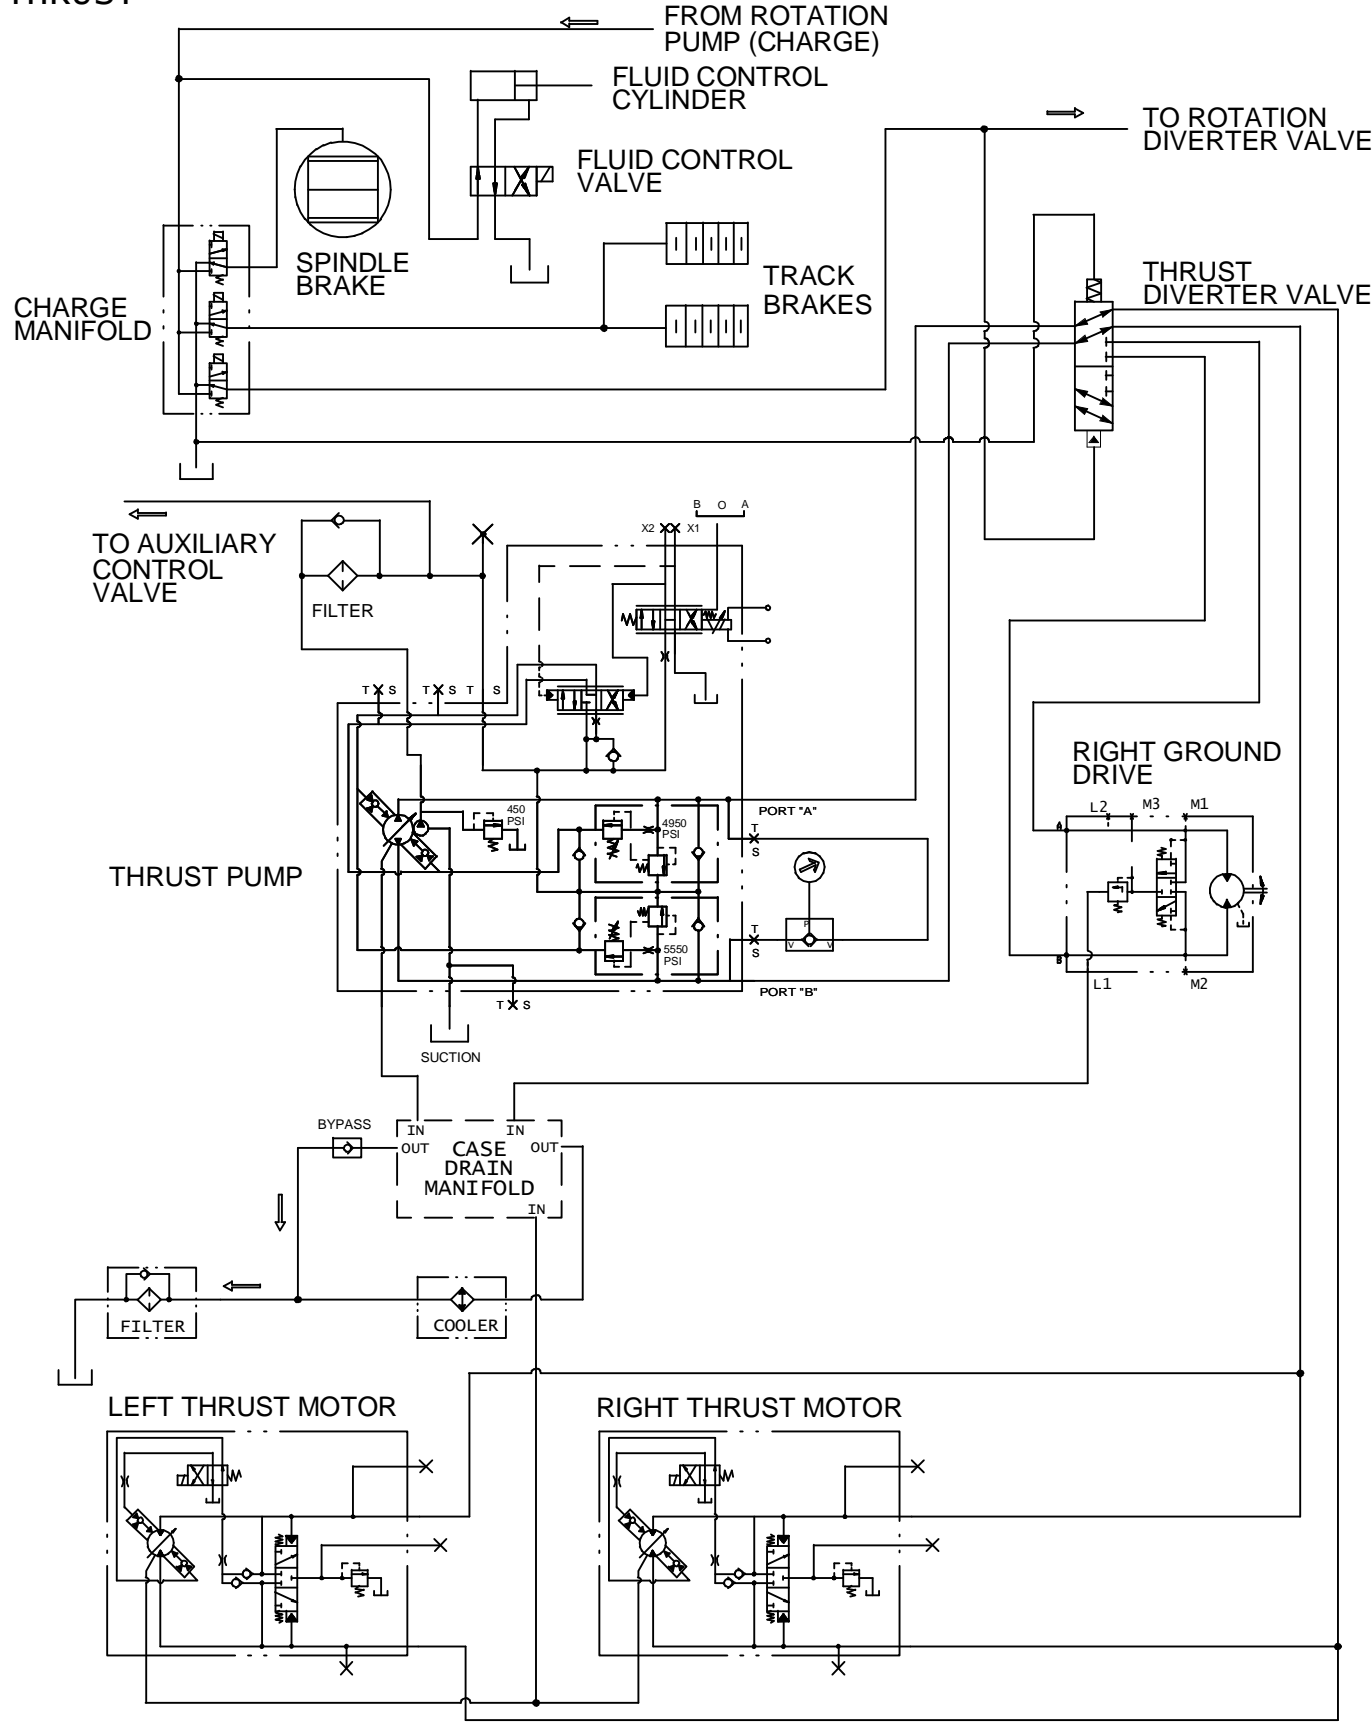 THRUST
FROM ROTATION
PUMP (CHARGE)
FLUID CONTROL
CYLINDER
TO ROTATION
DIVERTER VALVE
FLUID CONTROL
VALVE
SPINDLE
BRAKE
TRACK
BRAKES
THRUST
DIVERTER VALVE
CHARGE
MANIFOLD
TO AUXILIARY
CONTROL
VALVE
FILTER
B O A
X2 X1
T S T S T S
RIGHT GROUND
DRIVE
L2 M3 M1
A
B
L1 M2
450
PSI
4950
PSI
PORT "A"
T
S
THRUST PUMP
P
V V
T
S
5550
PSI
PORT "B"
T S
SUCTION
BYPASS
IN IN
OUT OUT
CASE
DRAIN
MANIFOLD
IN
FILTER
COOLER
LEFT THRUST MOTOR
RIGHT THRUST MOTOR